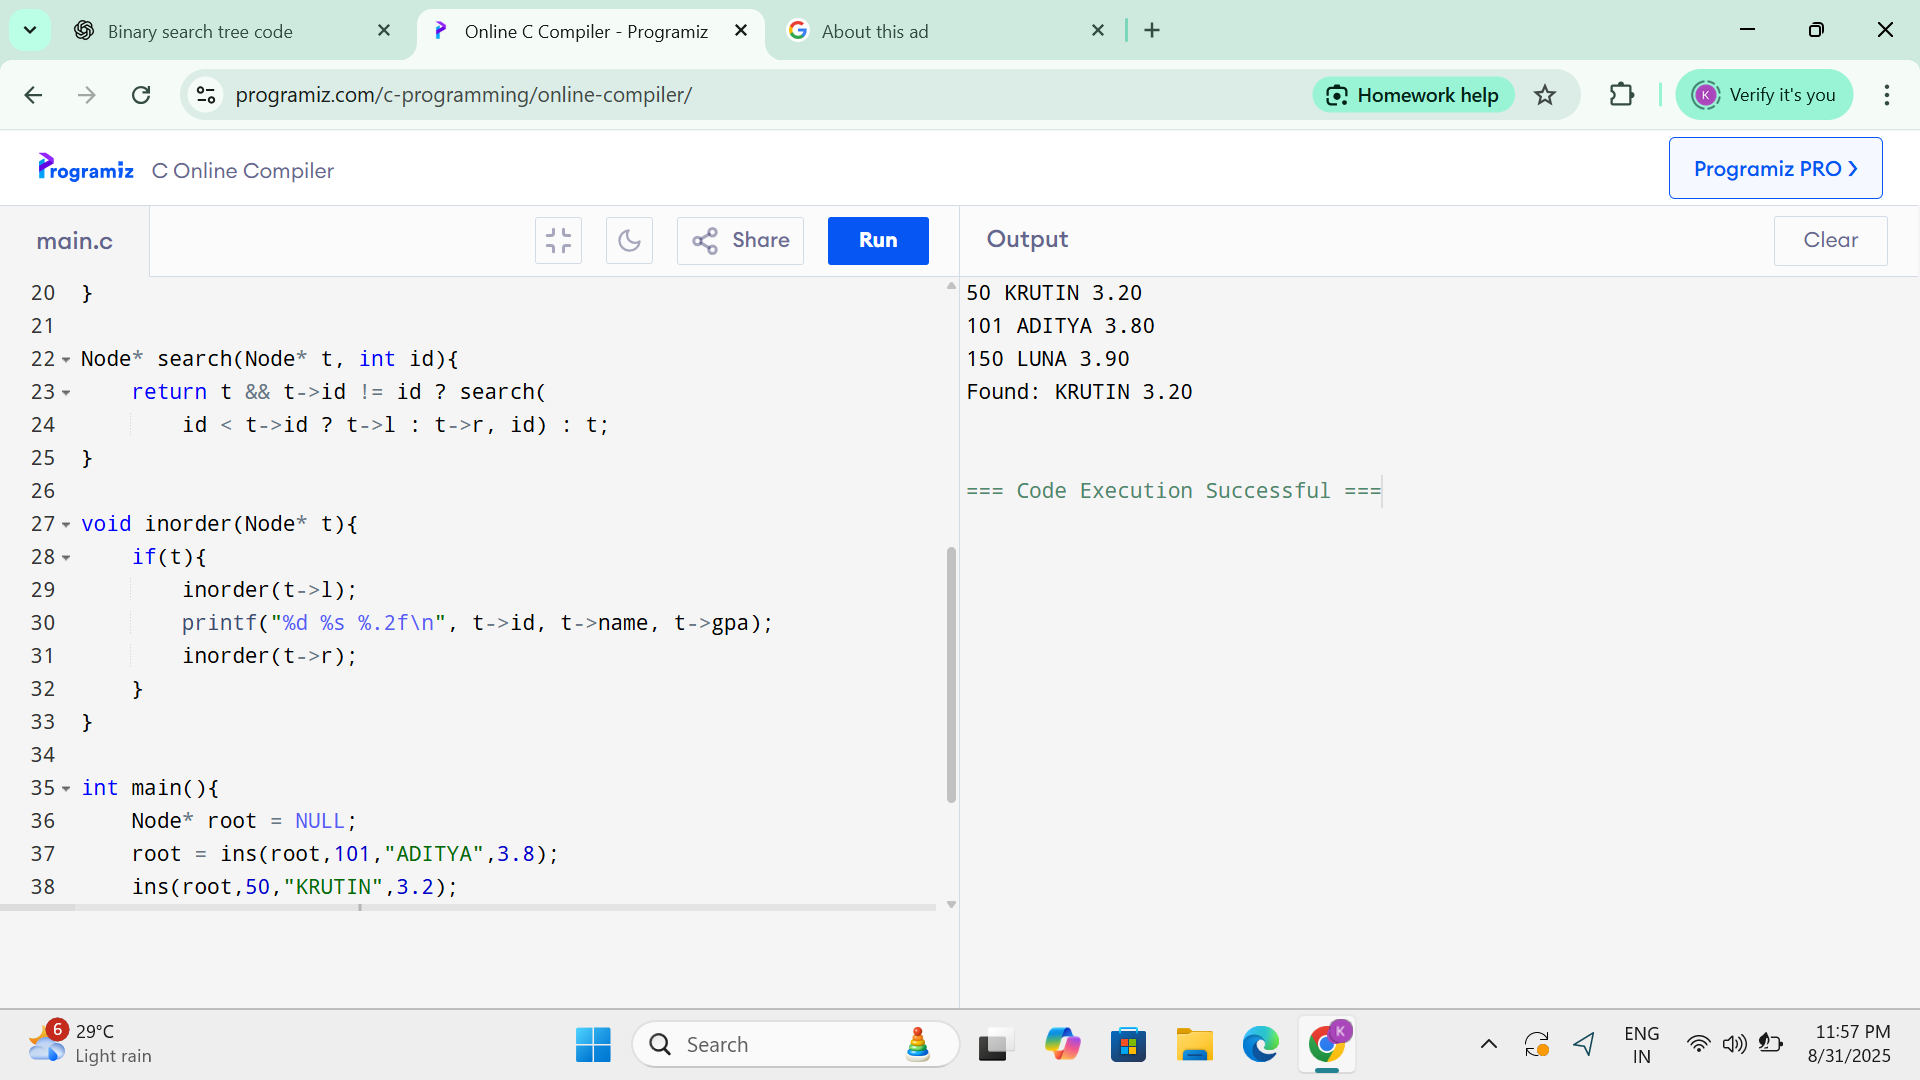 Binary search tree code
Online C Compiler - Programiz
About this ad
programiz.com/c-programming/online-compiler/
Homework help
K
Verify it's you
Programiz
C Online Compiler
Programiz PRO ❯
main.c
Share
Run
Output
Clear
20 }
21
22 Node* search(Node* t, int id){
23     return t && t->id != id ? search(
24         id < t->id ? t->l : t->r, id) : t;
25 }
26
27 void inorder(Node* t){
28     if(t){
29         inorder(t->l);
30         printf("%d %s %.2f\n", t->id, t->name, t->gpa);
31         inorder(t->r);
32     }
33 }
34
35 int main(){
36     Node* root = NULL;
37     root = ins(root,101,"ADITYA",3.8);
38     ins(root,50,"KRUTIN",3.2);
50 KRUTIN 3.20
101 ADITYA 3.80
150 LUNA 3.90
Found: KRUTIN 3.20
=== Code Execution Successful ===
6
29°C
Light rain
Search
K
ENG
IN
11:57 PM
8/31/2025